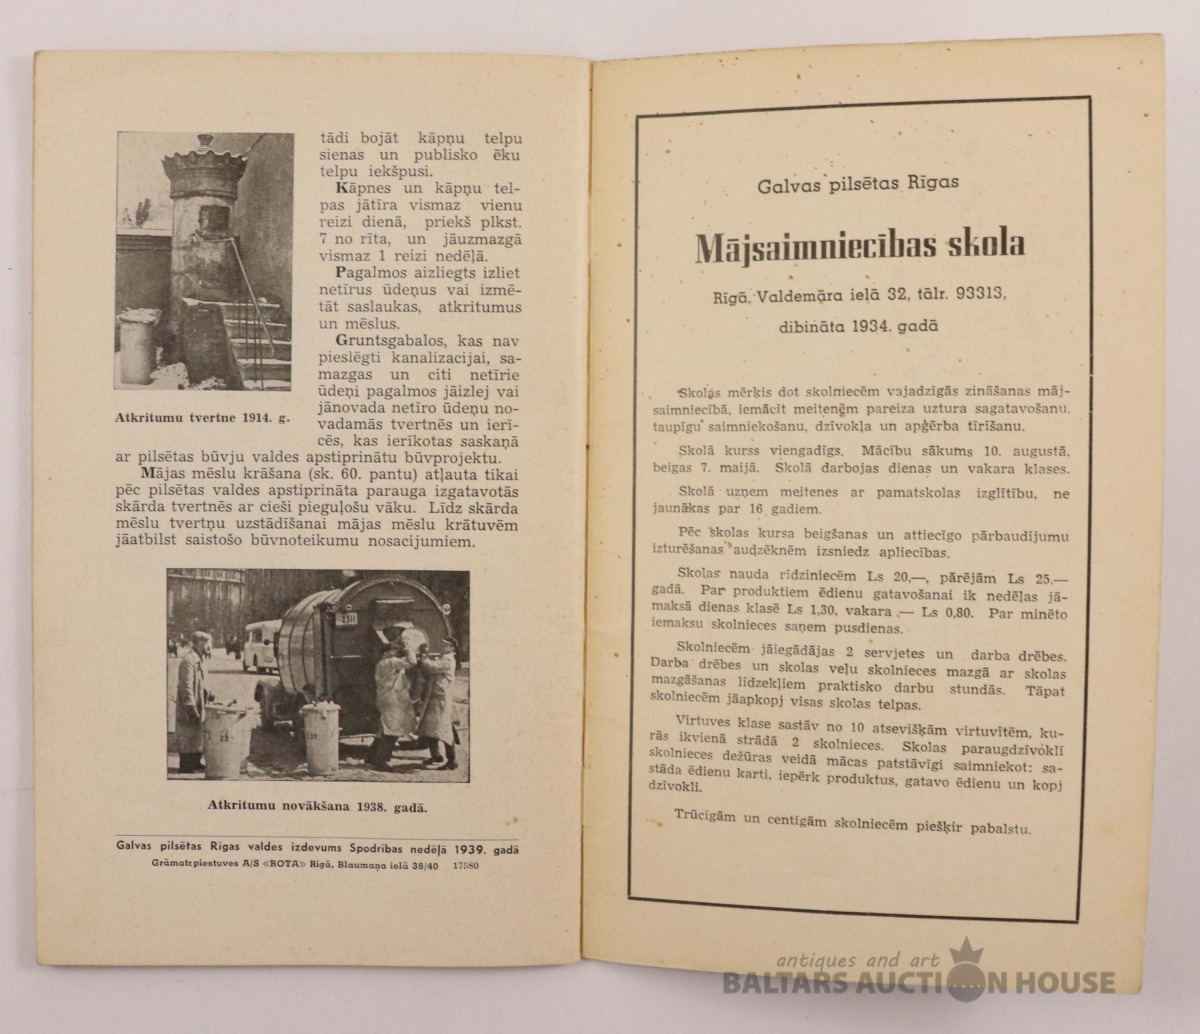 tādi bojāt kāpņu telpu
sienas un publisko ēku
telpu iekšpusi.
Kāpnes un kāpņu tel-
pas jātīra vismaz vienu
reizi dienā, priekš plkst.
7 no rīta, un jāuzmazgā
vismaz 1 reizi nedēļā.
Pagalmos aizliegts izliet
netīrus ūdeņus vai izmē-
tāt saslaukas, atkritumus
un mēslus.
Gruntsgabalos, kas nav
pieslēgti kanalizacijai, sa-
mazgas un citi netīrie
ūdeņi pagalmos jāizlej vai
jānovada netīro ūdeņu no-
vadamās tvertnēs un ierī-
cēs, kas ierīkotas saskaņā
ar pilsētas būvju valdes apstiprinātu būvprojektu.
Mājas mēslu krāšana (sk. 60. pantu) atļauta tikai
pēc pilsētas valdes apstiprināta parauga izgatavotās
skārda tvertnēs ar cieši pieguļošu vāku. Līdz skārda
mēslu tvertņu uzstādīšanai mājas mēslu krātuvēm
jāatbilst saistošo būvnoteikumu nosacijumiem.
Atkritumu tvertne 1914. g.
2311
Atkritumu novākšana 1938. gadā.
Galvas pilsētas Rīgas valdes izdevums Spodrības nedēļā 1939. gadā
Grāmatspiestuves A/S «ROTA» Rīgā, Blaumaņa ielā 38/40 17580
Galvas pilsētas Rīgas
Mājsaimniecības skola
Rīgā, Valdemāra ielā 32, tālr. 93313,
dibināta 1934. gadā
Skolas mērķis dot skolniecēm vajadzīgās zināšanas māj-
saimniecībā, iemācīt meitenēm pareiza uztura sagatavošanu,
taupīgu saimniekošanu, dzīvokļa un apģērba tīrīšanu.
Skolā kurss viengadīgs. Mācību sākums 10. augustā,
beigas 7. maijā. Skolā darbojas dienas un vakara klases.
Skolā uzņem meitenes ar pamatskolas izglītību, ne
jaunākas par 16 gadiem.
Pēc skolas kursa beigšanas un attiecīgo pārbaudijumu
izturēšanas audzēknēm izsniedz apliecības.
Skolas nauda rīdziniecēm Ls 20,—, pārējām Ls 25,—
gadā. Par produktiem ēdienu gatavošanai ik nedēļas jā-
maksā dienas klasē Ls 1,30, vakara — Ls 0,80. Par minēto
iemaksu skolnieces saņem pusdienas.
Skolniecēm jāiegādājas 2 servjetes un darba drēbes.
Darba drēbes un skolas veļu skolnieces mazgā ar skolas
mazgāšanas līdzekļiem praktisko darbu stundās. Tāpat
skolniecēm jāapkopj visas skolas telpas.
Virtuves klase sastāv no 10 atsevišķām virtuvītēm, ku-
rās ikvienā strādā 2 skolnieces. Skolas paraugdzīvoklī
skolnieces dežūras veidā mācas patstāvīgi saimniekot: sa-
stāda ēdienu karti, iepērk produktus, gatavo ēdienu un kopj
dzīvokli.
Trūcīgām un centīgām skolniecēm piešķir pabalstu.
antiques and art
BALTARS AUCTION HOUSE